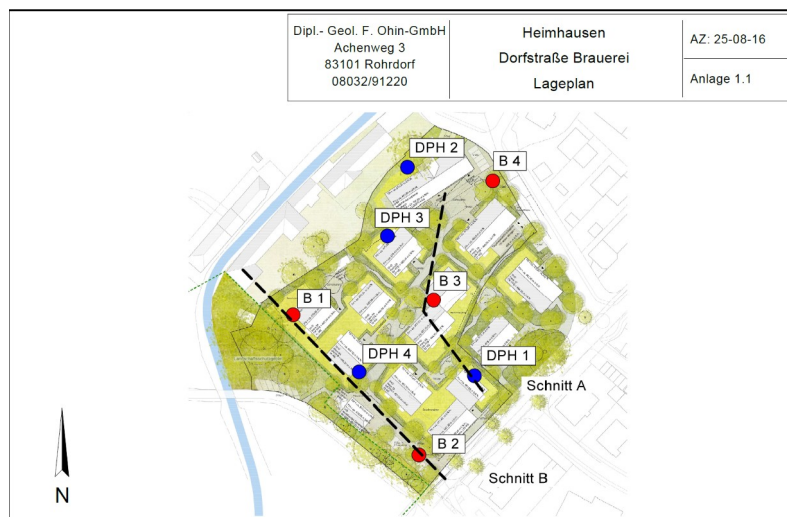 Dipl.- Geol. F. Ohin-GmbH
Achenweg 3
83101 Rohrdorf
08032/91220
Heimhausen
Dorfstraße Brauerei
Lageplan
AZ: 25-08-16
Anlage 1.1
DPH 2
B 4
DPH 3
B 3
B 1
DPH 4
DPH 1
Schnitt A
B 2
Schnitt B
N